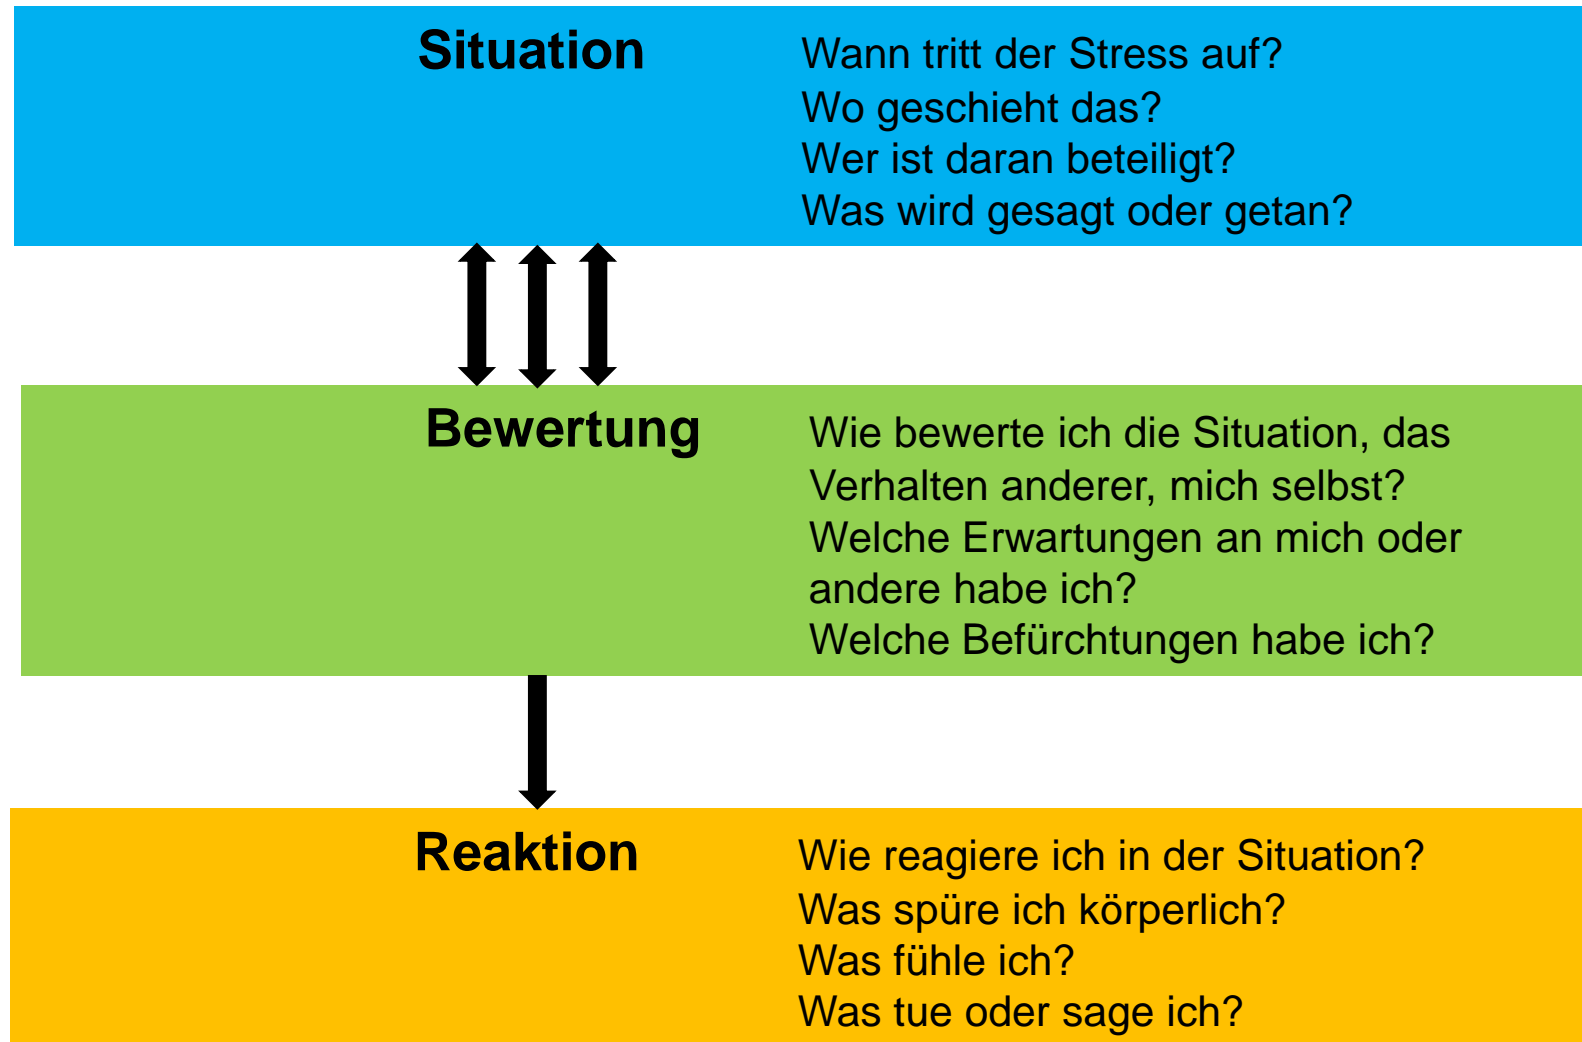 Situation Wann tritt der Stress auf?
Wo geschieht das?
Wer ist daran beteiligt?
Was wird gesagt oder getan?
Bewertung Wie bewerte ich die Situation, das
Verhalten anderer, mich selbst?
Welche Erwartungen an mich oder
andere habe ich?
Welche Befürchtungen habe ich?
Reaktion Wie reagiere ich in der Situation?
Was spüre ich körperlich?
Was fühle ich?
Was tue oder sage ich?